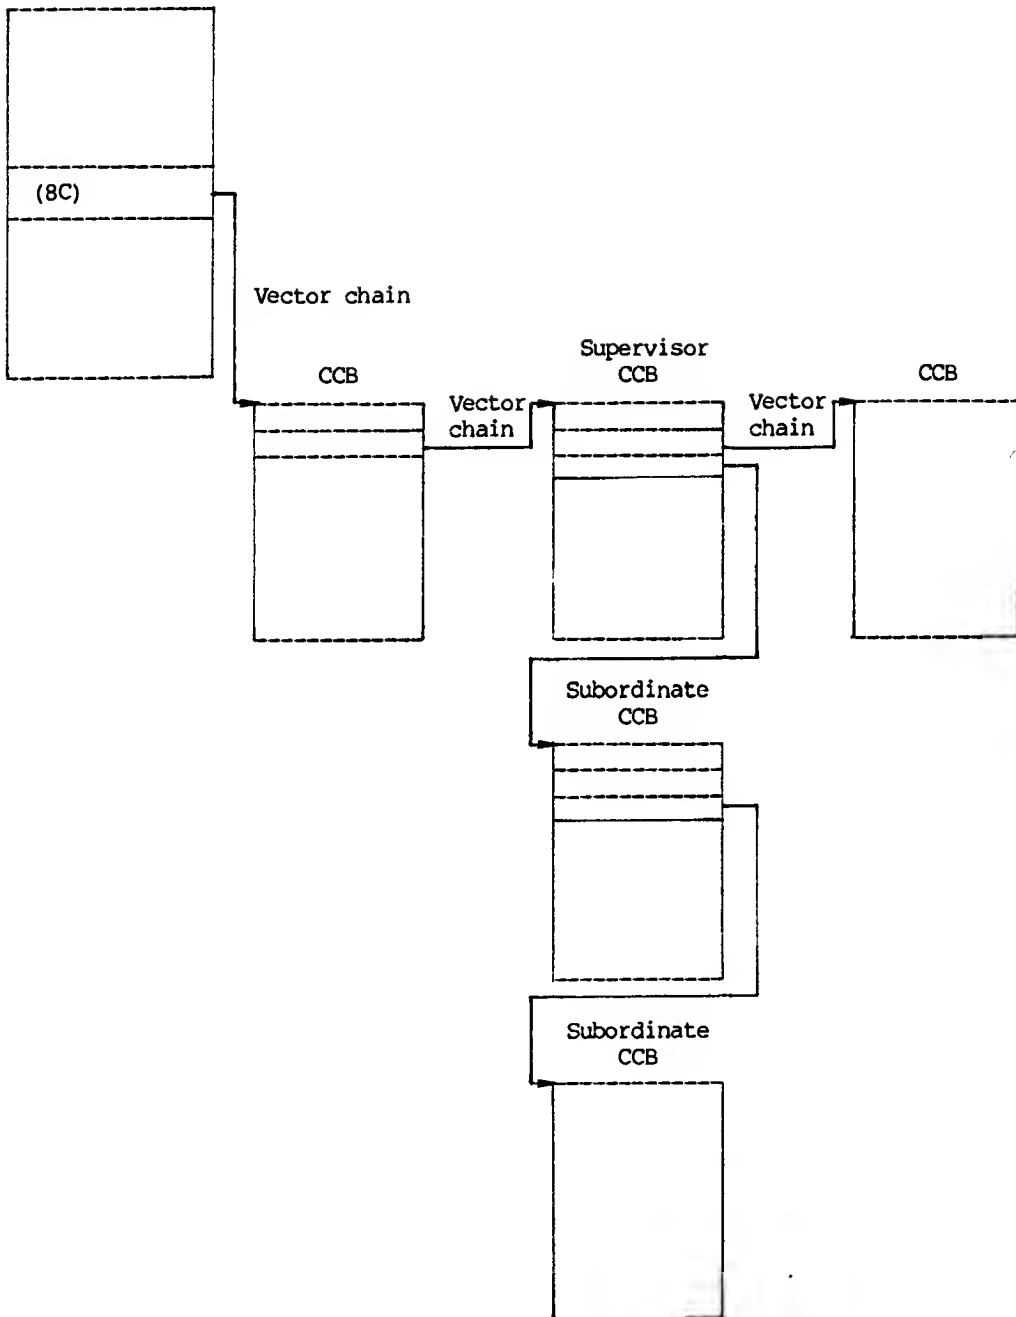 (8C)
Vector chain
CCB
Vector
chain
Supervisor
CCB
Vector
chain
CCB
Subordinate
CCB
Subordinate
CCB